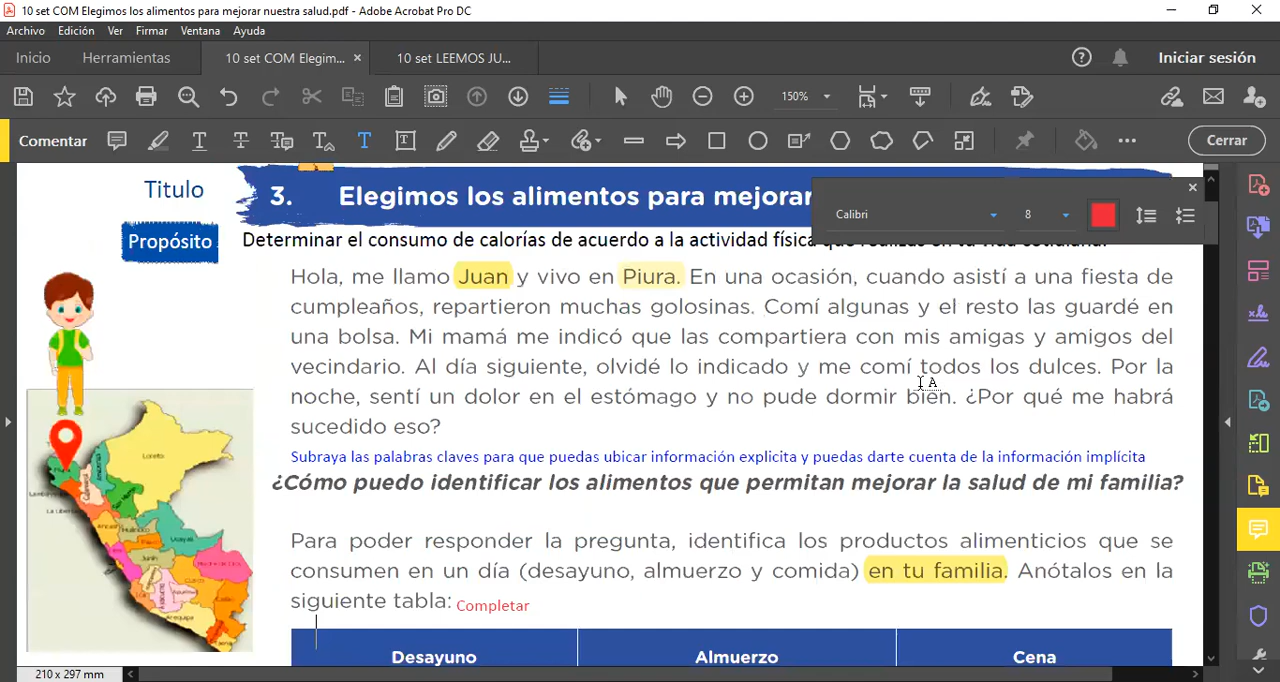 10 set COM Elegimos los alimentos para mejorar nuestra salud.pdf - Adobe Acrobat Pro DC
Archivo Edición Ver Firmar Ventana Ayuda
Inicio Herramientas 10 set COM Elegim... × 10 set LEEMOS JU... Iniciar sesión
150%
Comentar Cerrar
Titulo
3. Elegimos los alimentos para mejorar
Calibri 8
Propósito
Determinar el consumo de calorías de acuerdo a la actividad física que realizas en tu vida cotidiana.
Hola, me llamo Juan y vivo en Piura. En una ocasión, cuando asistí a una fiesta de
cumpleaños, repartieron muchas golosinas. Comí algunas y el resto las guardé en
una bolsa. Mi mamá me indicó que las compartiera con mis amigas y amigos del
vecindario. Al día siguiente, olvidé lo indicado y me comí todos los dulces. Por la
noche, sentí un dolor en el estómago y no pude dormir bien. ¿Por qué me habrá
sucedido eso?
Subraya las palabras claves para que puedas ubicar información explicita y puedas darte cuenta de la información implícita
¿Cómo puedo identificar los alimentos que permitan mejorar la salud de mi familia?
Para poder responder la pregunta, identifica los productos alimenticios que se
consumen en un día (desayuno, almuerzo y comida) en tu familia. Anótalos en la
siguiente tabla: Completar
Desayuno Almuerzo Cena
Loreto
Piura
Ucayali
Arequipa
210 x 297 mm